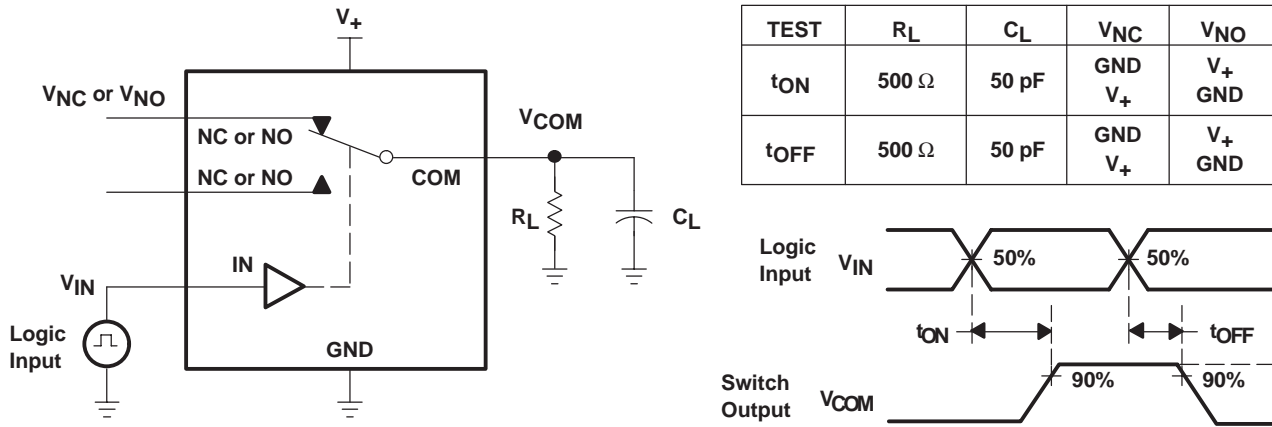 V+
VNC or VNO
NC or NO
NC or NO
COM
VCOM
RL
CL
IN
VIN
Logic
Input
GND
TEST RL CL VNC VNO
tON 500 Ω 50 pF GND V+
V+ GND
tOFF 500 Ω 50 pF GND V+
V+ GND
Logic
Input
VIN
50% 50%
tON tOFF
Switch
Output
VCOM
90% 90%